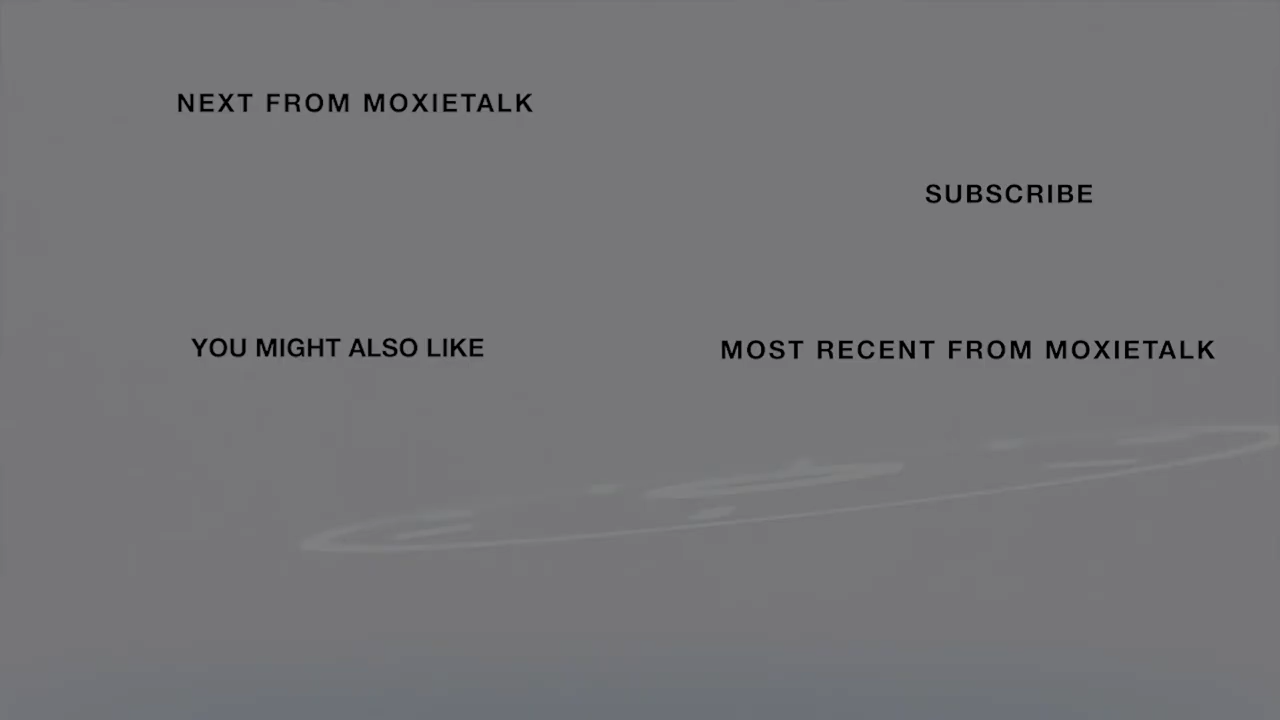 NEXT FROM MOXIETALK
SUBSCRIBE
YOU MIGHT ALSO LIKE
MOST RECENT FROM MOXIETALK